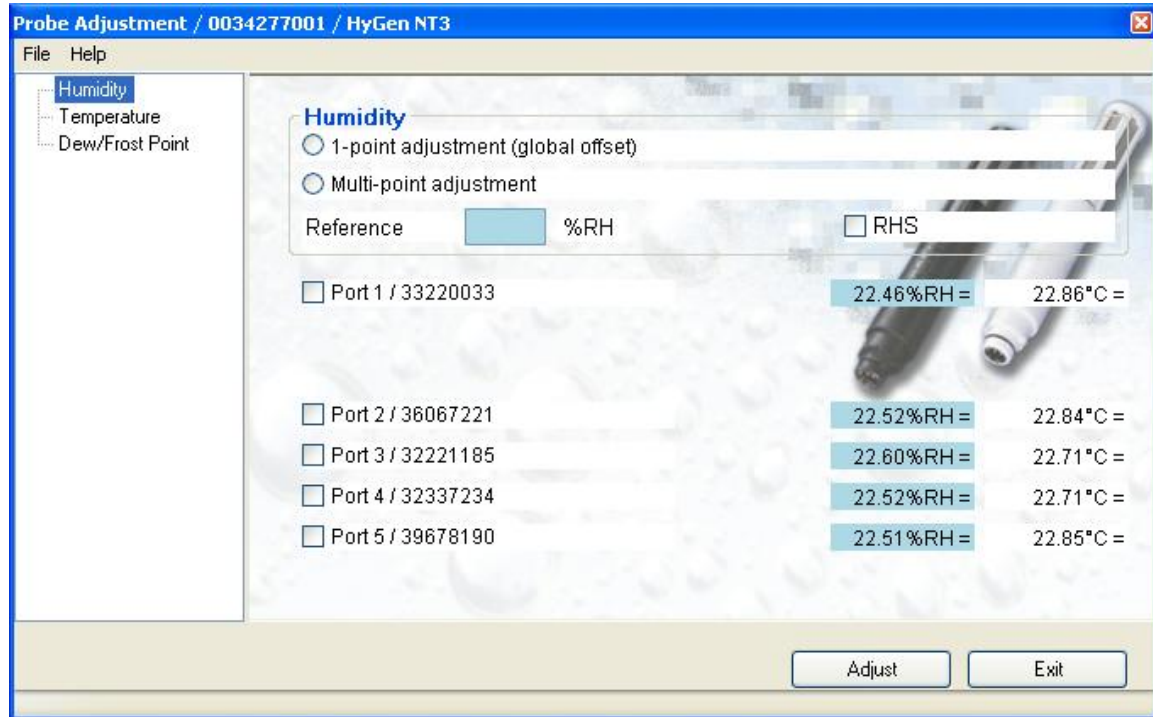 Probe Adjustment / 0034277001 / HyGen NT3
File Help
Humidity
Temperature
Dew/Frost Point
Humidity
1-point adjustment (global offset)
Multi-point adjustment
Reference %RH RHS
Port 1 / 33220033 22.46%RH = 22.86°C =
Port 2 / 36067221 22.52%RH = 22.84°C =
Port 3 / 32221185 22.60%RH = 22.71°C =
Port 4 / 32337234 22.52%RH = 22.71°C =
Port 5 / 39678190 22.51%RH = 22.85°C =
Adjust Exit